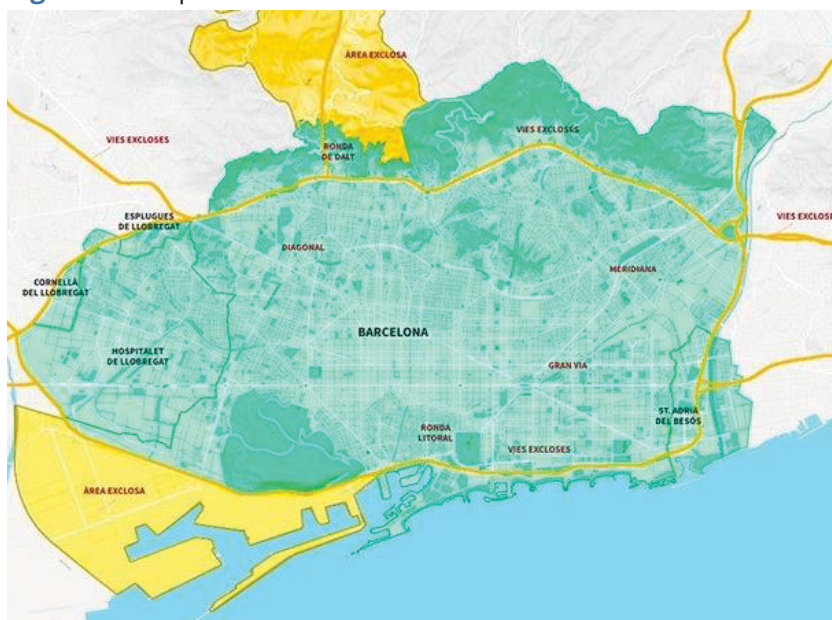 ÀREA EXCLOSA
VIES EXCLOSES
VIES EXCLOSES
RONDA
DE DALT
ESPLUGUES
DE LLOBREGAT
VIES EXCLOSE
DIAGONAL
MERIDIANA
CORNELLÀ
DEL LLOBREGAT
BARCELONA
HOSPITALET
DE LLOBREGAT
GRAN VIA
ST. ADRIÀ
DEL BESÒS
RONDA
LITORAL
VIES EXCLOSES
ÀREA EXCLOSA